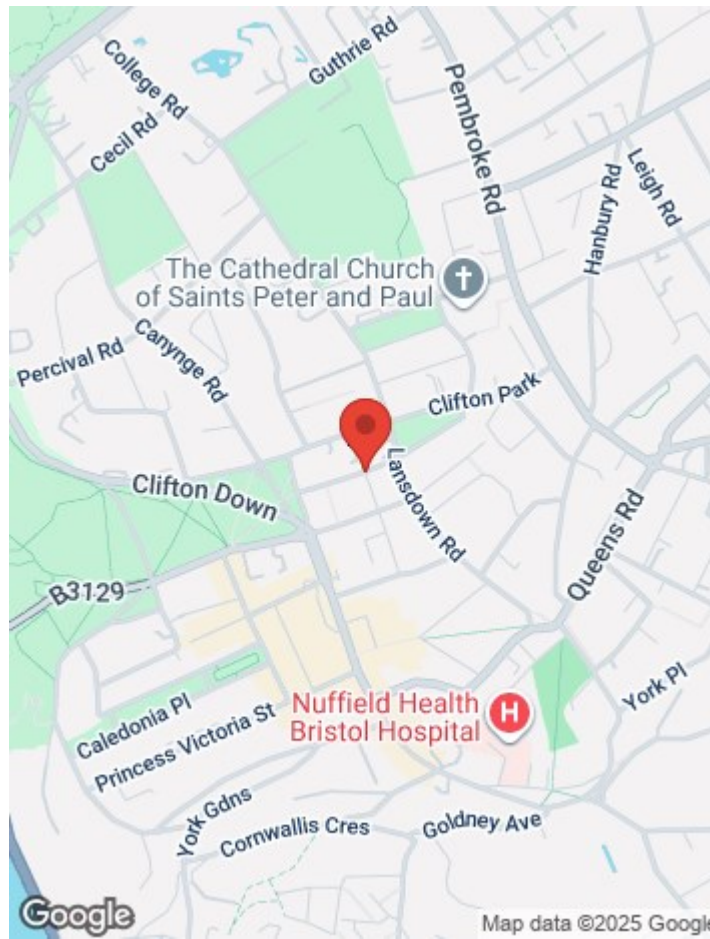 College Rd
Guthrie Rd
Cecil Rd
Pembroke Rd
Leigh Rd
Hanbury Rd
The Cathedral Church
of Saints Peter and Paul
Percival Rd
Canynge Rd
Clifton Park
Clifton Down
Lansdown Rd
Queens Rd
B3129
York Pl
Nuffield Health
Bristol Hospital
H
Caledonia Pl
Princess Victoria St
York Gdns
Cornwallis Cres
Goldney Ave
Google
Map data ©2025 Google